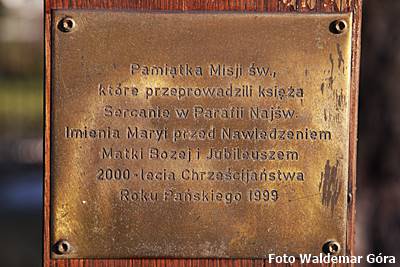 Pamiątka Misji św.,
które przeprowadzili księża
Sercanie w Parafii Najśw.
Imienia Maryi przed Nawiedzeniem
Matki Bożej i Jubileuszem
2000-lecia Chrześcijaństwa
Roku Pańskiego 1999
Foto Waldemar Góra